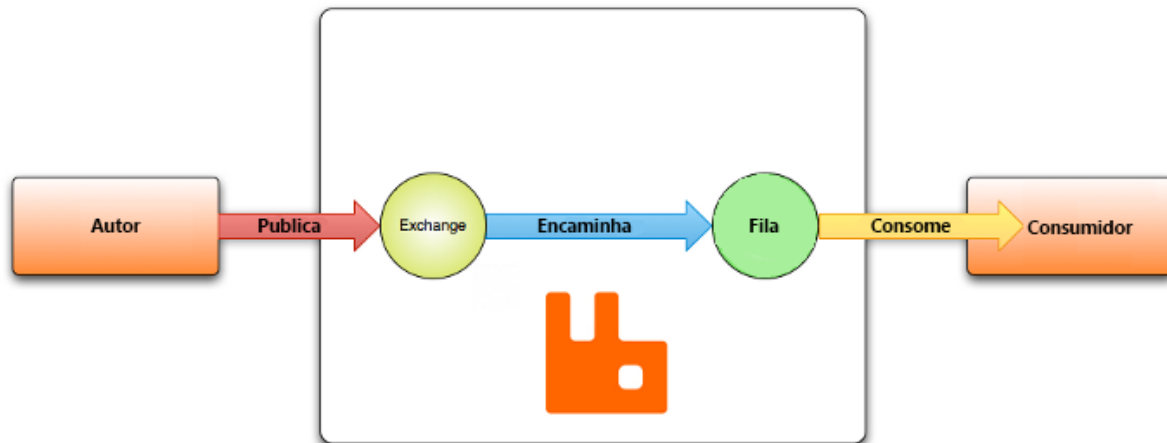 Autor
Publica
Exchange
Encaminha
Fila
Consome
Consumidor